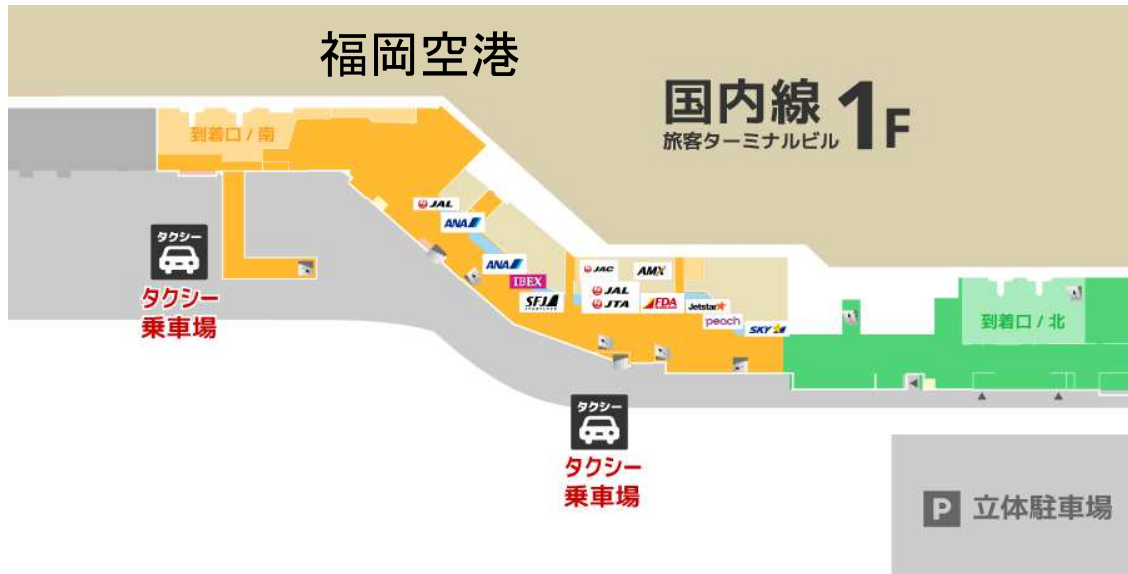 福岡空港
国内線 1F
旅客ターミナルビル
到着口 / 南
JAL
ANA
ANA
IBEX
SFJ
JAC
AMX
JAL
JTA
FDA
Jetstar
peach
SKY
到着口 / 北
タクシー
タクシー
乗車場
タクシー
タクシー
乗車場
P 立体駐車場